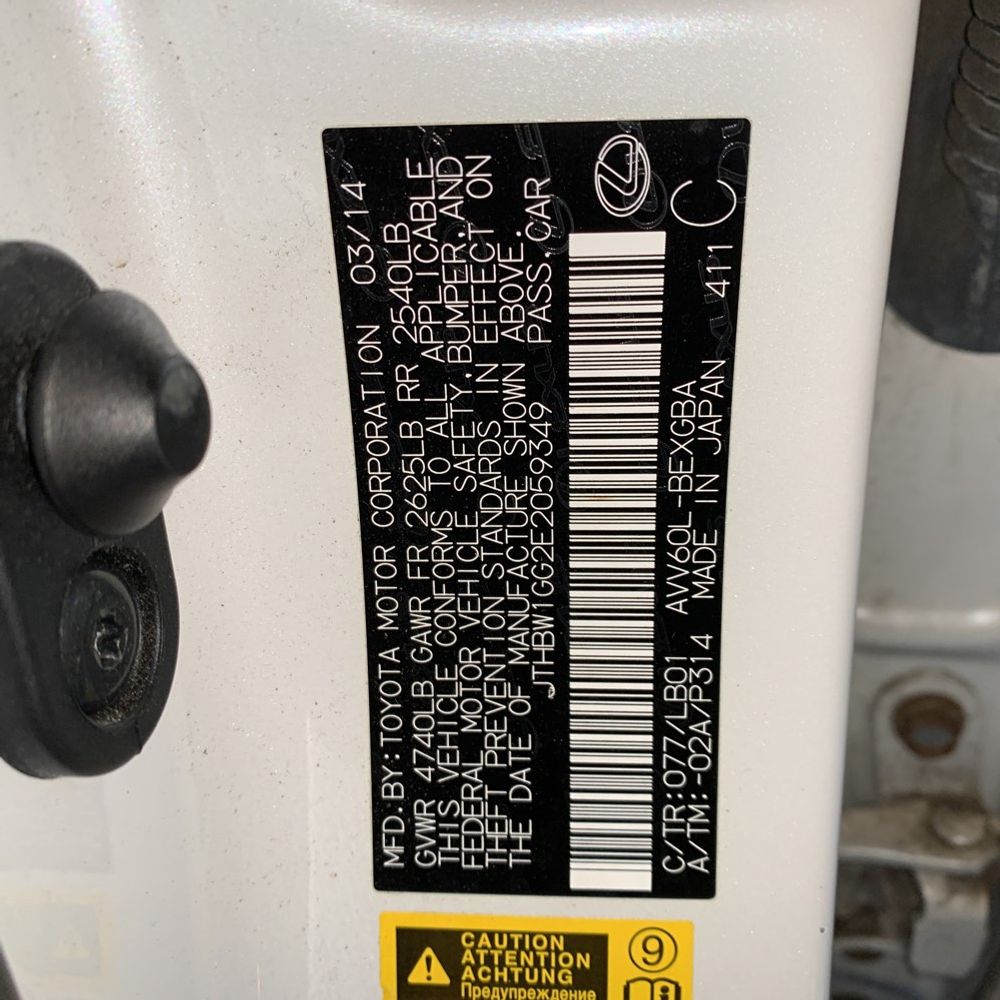 MFD. BY: TOYOTA MOTOR CORPORATION 03/14
GVWR 4740LB GAWR FR 2625LB RR 2540LB
THIS VEHICLE CONFORMS TO ALL APPLICABLE
FEDERAL MOTOR VEHICLE SAFETY, BUMPER, AND
THEFT PREVENTION STANDARDS IN EFFECT ON
THE DATE OF MANUFACTURE SHOWN ABOVE.
JTHBW1GG2E2059349 PASS. CAR
C/TR:077/LB01 AVV60L-BEXGBA
A/TM:-02A/P314 MADE IN JAPAN 411 C
CAUTION
ATTENTION
ACHTUNG
Предупреждение
9